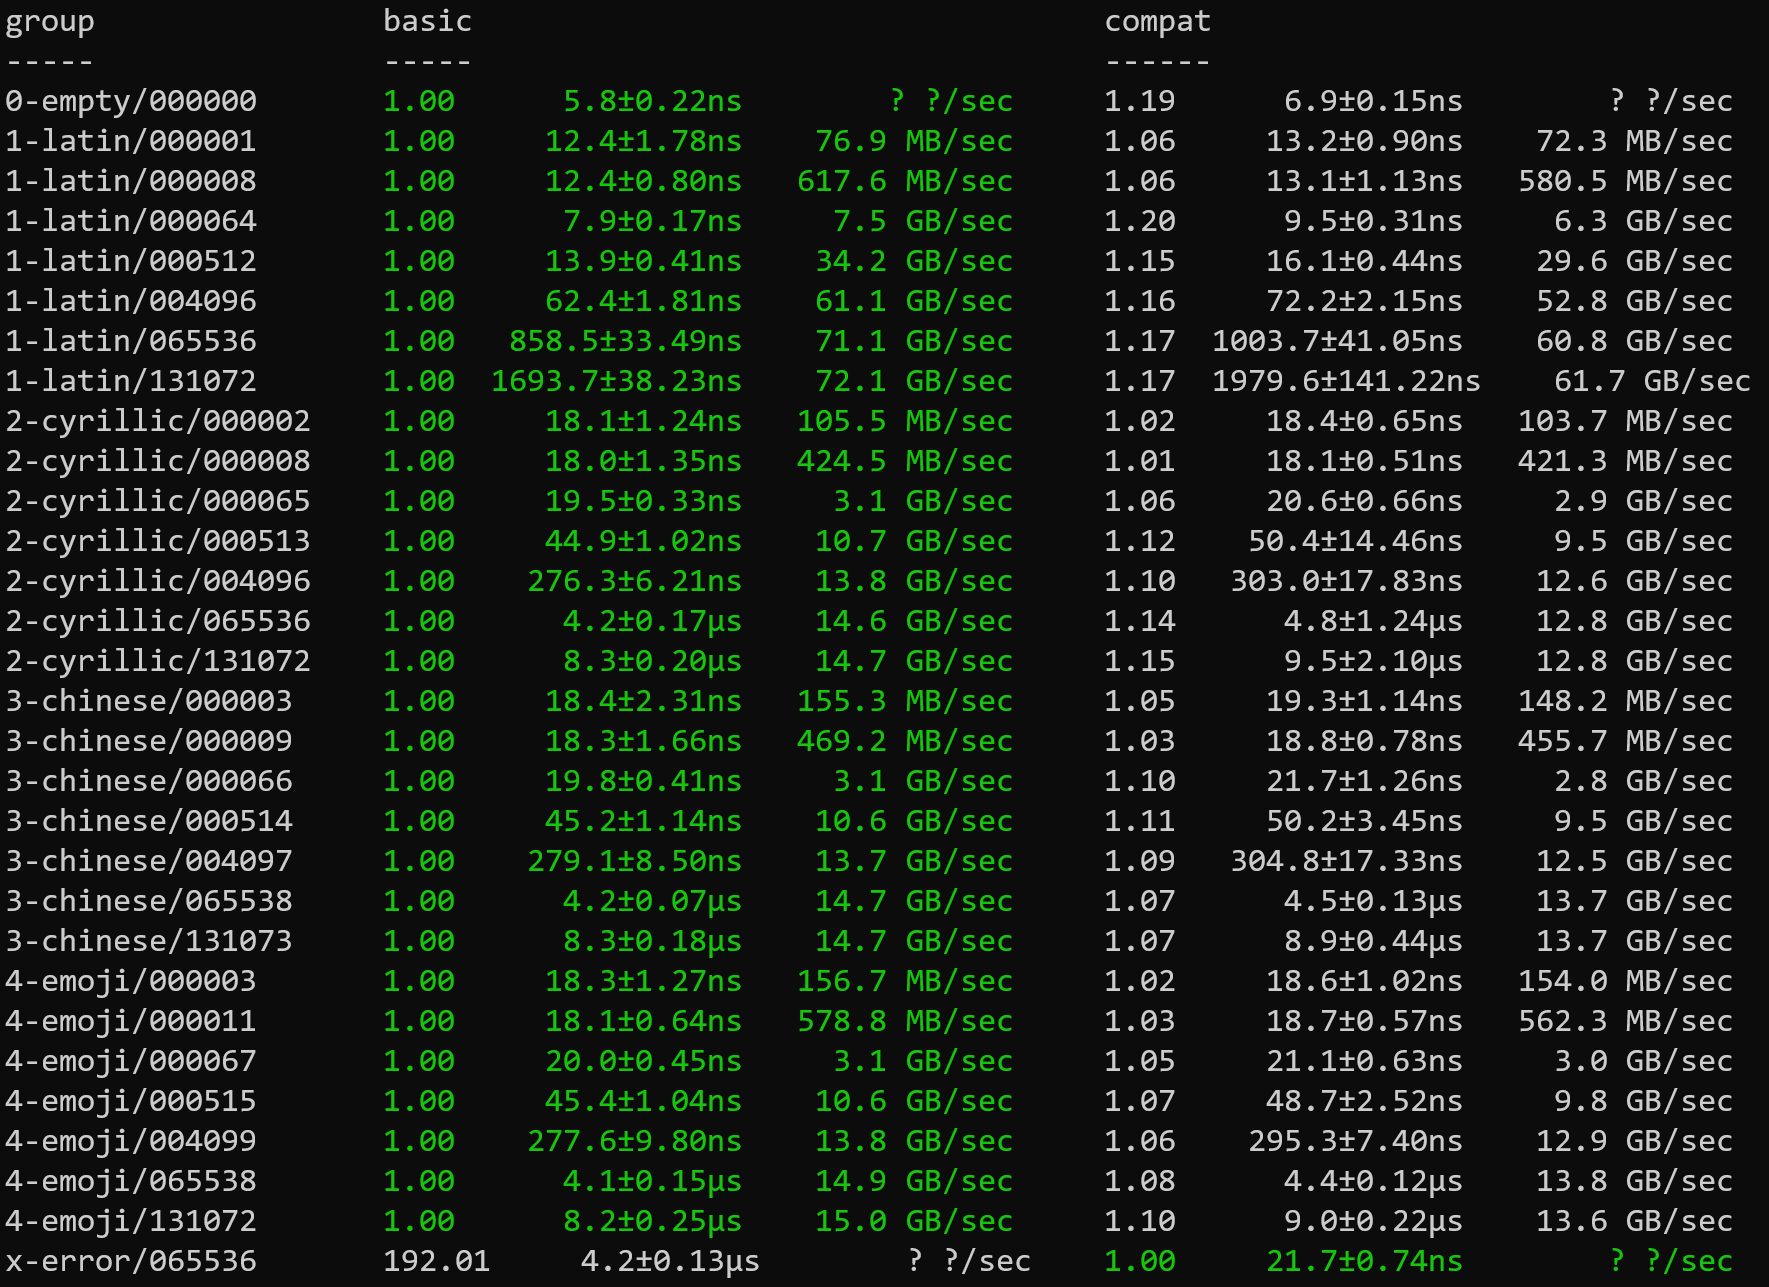 group basic compat
----- ----- ------
0-empty/000000 1.00 5.8±0.22ns ? ?/sec 1.19 6.9±0.15ns ? ?/sec
1-latin/000001 1.00 12.4±1.78ns 76.9 MB/sec 1.06 13.2±0.90ns 72.3 MB/sec
1-latin/000008 1.00 12.4±0.80ns 617.6 MB/sec 1.06 13.1±1.13ns 580.5 MB/sec
1-latin/000064 1.00 7.9±0.17ns 7.5 GB/sec 1.20 9.5±0.31ns 6.3 GB/sec
1-latin/000512 1.00 13.9±0.41ns 34.2 GB/sec 1.15 16.1±0.44ns 29.6 GB/sec
1-latin/004096 1.00 62.4±1.81ns 61.1 GB/sec 1.16 72.2±2.15ns 52.8 GB/sec
1-latin/065536 1.00 858.5±33.49ns 71.1 GB/sec 1.17 1003.7±41.05ns 60.8 GB/sec
1-latin/131072 1.00 1693.7±38.23ns 72.1 GB/sec 1.17 1979.6±141.22ns 61.7 GB/sec
2-cyrillic/000002 1.00 18.1±1.24ns 105.5 MB/sec 1.02 18.4±0.65ns 103.7 MB/sec
2-cyrillic/000008 1.00 18.0±1.35ns 424.5 MB/sec 1.01 18.1±0.51ns 421.3 MB/sec
2-cyrillic/000065 1.00 19.5±0.33ns 3.1 GB/sec 1.06 20.6±0.66ns 2.9 GB/sec
2-cyrillic/000513 1.00 44.9±1.02ns 10.7 GB/sec 1.12 50.4±14.46ns 9.5 GB/sec
2-cyrillic/004096 1.00 276.3±6.21ns 13.8 GB/sec 1.10 303.0±17.83ns 12.6 GB/sec
2-cyrillic/065536 1.00 4.2±0.17µs 14.6 GB/sec 1.14 4.8±1.24µs 12.8 GB/sec
2-cyrillic/131072 1.00 8.3±0.20µs 14.7 GB/sec 1.15 9.5±2.10µs 12.8 GB/sec
3-chinese/000003 1.00 18.4±2.31ns 155.3 MB/sec 1.05 19.3±1.14ns 148.2 MB/sec
3-chinese/000009 1.00 18.3±1.66ns 469.2 MB/sec 1.03 18.8±0.78ns 455.7 MB/sec
3-chinese/000066 1.00 19.8±0.41ns 3.1 GB/sec 1.10 21.7±1.26ns 2.8 GB/sec
3-chinese/000514 1.00 45.2±1.14ns 10.6 GB/sec 1.11 50.2±3.45ns 9.5 GB/sec
3-chinese/004097 1.00 279.1±8.50ns 13.7 GB/sec 1.09 304.8±17.33ns 12.5 GB/sec
3-chinese/065538 1.00 4.2±0.07µs 14.7 GB/sec 1.07 4.5±0.13µs 13.7 GB/sec
3-chinese/131073 1.00 8.3±0.18µs 14.7 GB/sec 1.07 8.9±0.44µs 13.7 GB/sec
4-emoji/000003 1.00 18.3±1.27ns 156.7 MB/sec 1.02 18.6±1.02ns 154.0 MB/sec
4-emoji/000011 1.00 18.1±0.64ns 578.8 MB/sec 1.03 18.7±0.57ns 562.3 MB/sec
4-emoji/000067 1.00 20.0±0.45ns 3.1 GB/sec 1.05 21.1±0.63ns 3.0 GB/sec
4-emoji/000515 1.00 45.4±1.04ns 10.6 GB/sec 1.07 48.7±2.52ns 9.8 GB/sec
4-emoji/004099 1.00 277.6±9.80ns 13.8 GB/sec 1.06 295.3±7.40ns 12.9 GB/sec
4-emoji/065538 1.00 4.1±0.15µs 14.9 GB/sec 1.08 4.4±0.12µs 13.8 GB/sec
4-emoji/131072 1.00 8.2±0.25µs 15.0 GB/sec 1.10 9.0±0.22µs 13.6 GB/sec
x-error/065536 192.01 4.2±0.13µs ? ?/sec 1.00 21.7±0.74ns ? ?/sec